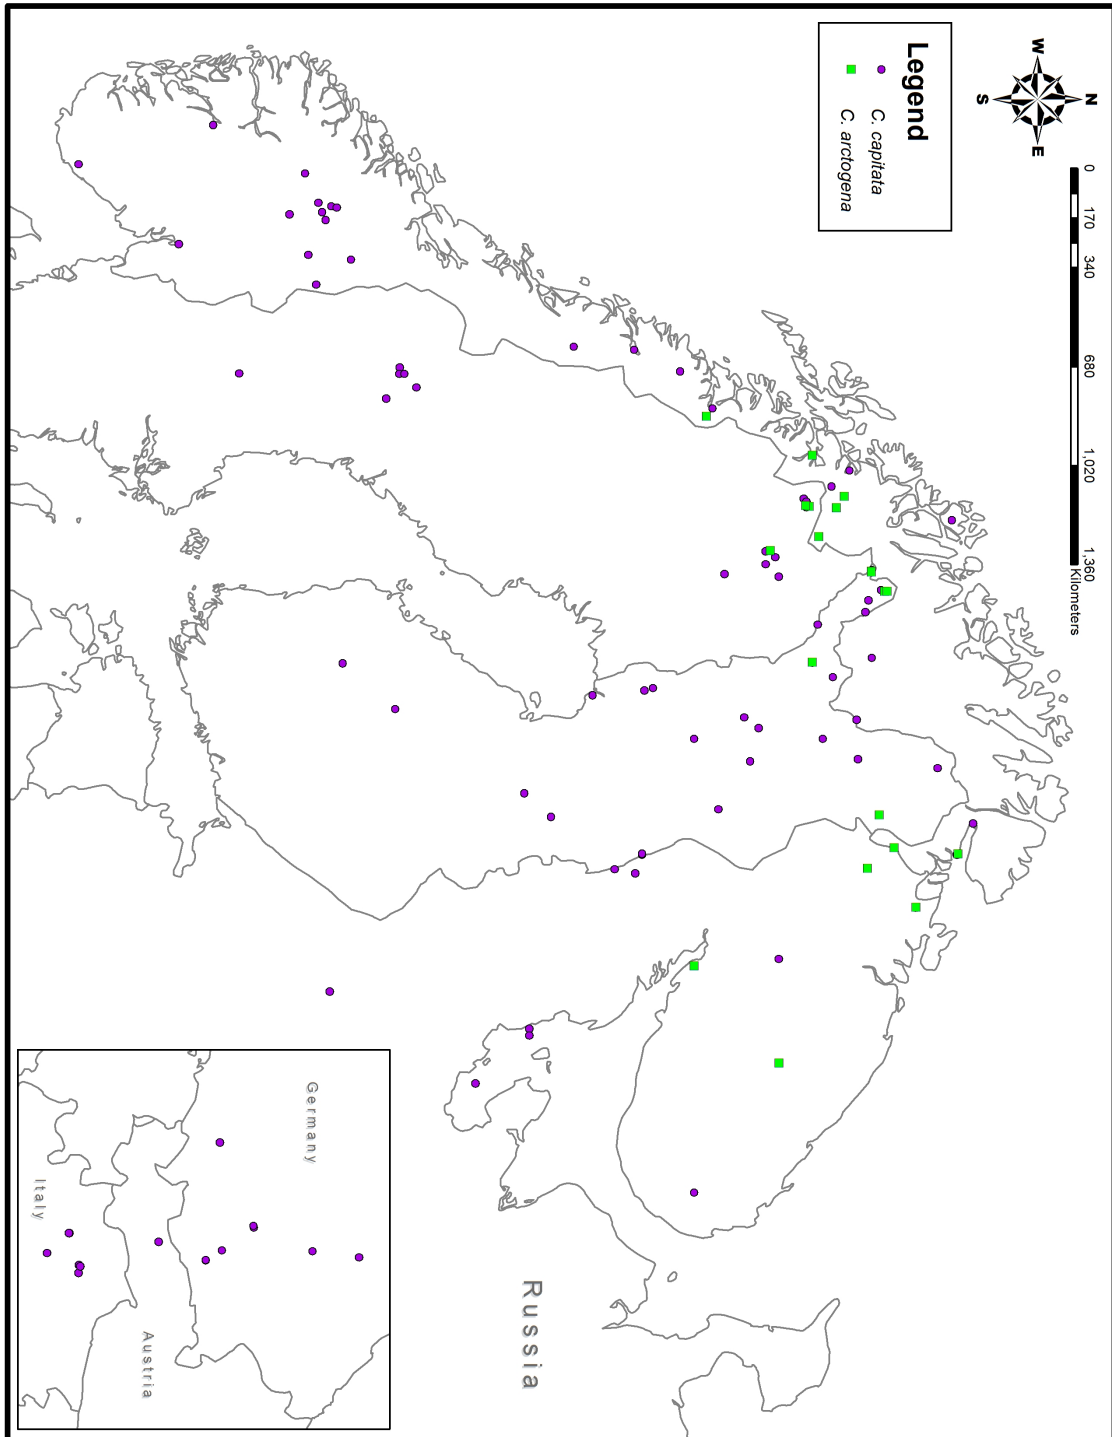 N
W
E
S
0
170
340
680
1,020
1,360
Kilometers
Legend
C. capitata
C. arctogena
Russia
Germany
Austria
Italy